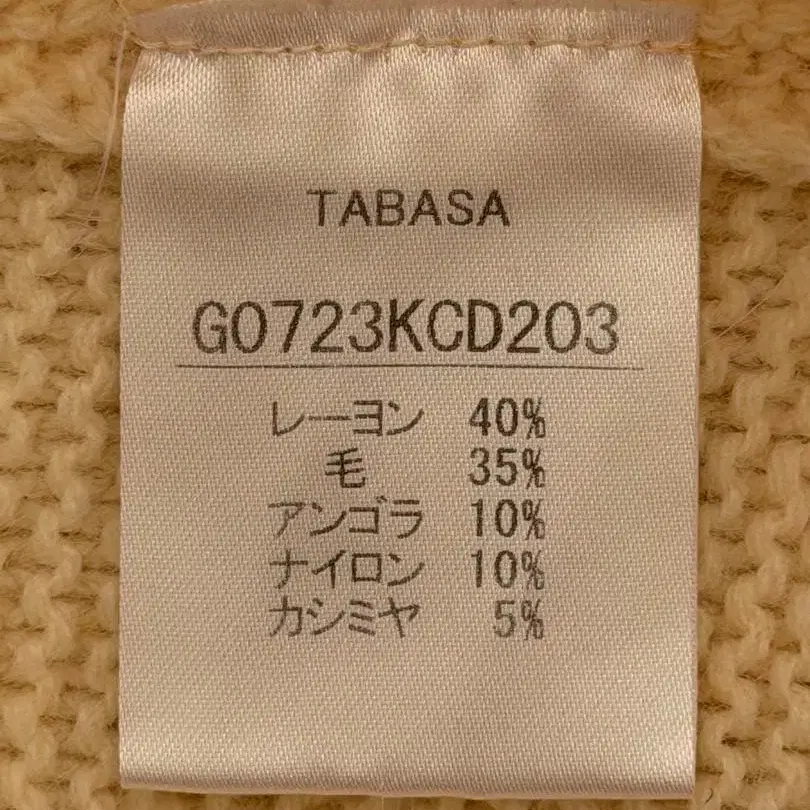 TABASA
G0723KCD203
レーヨン 40%
毛 35%
アンゴラ 10%
ナイロン 10%
カシミヤ 5%